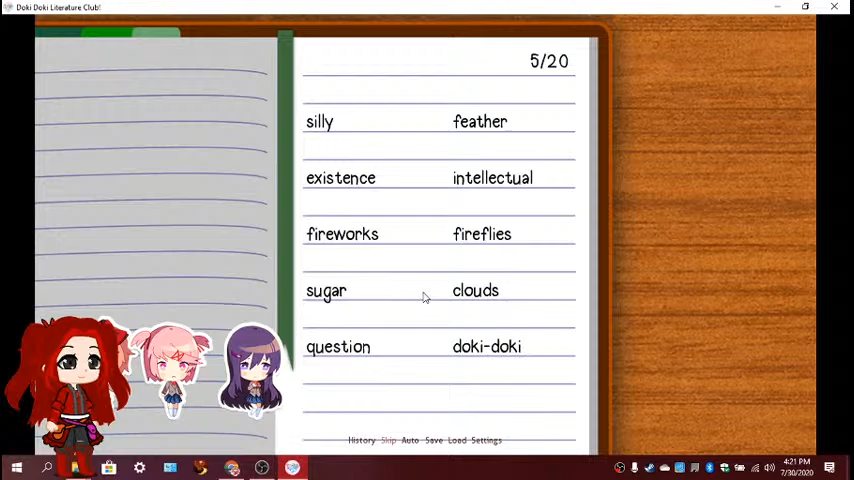 Doki Doki Literature Club!
5/20
silly feather
existence intellectual
fireworks fireflies
sugar clouds
question doki-doki
History Skip Auto Save Load Settings
4:21 PM
7/30/2020